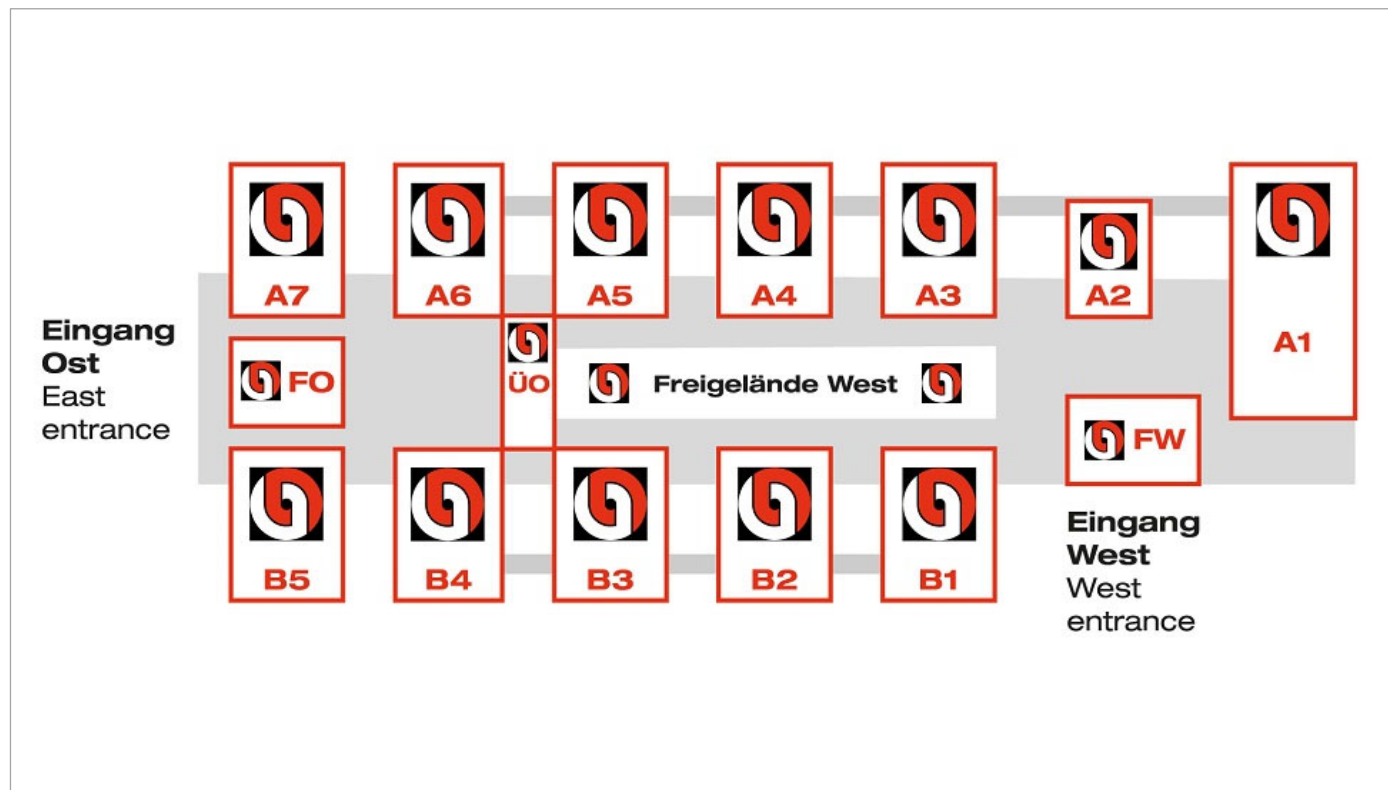 A7
A6
A5
A4
A3
A2
A1
Eingang
Ost
East
entrance
FO
ÜO
Freigelände West
FW
B5
B4
B3
B2
B1
Eingang
West
West
entrance